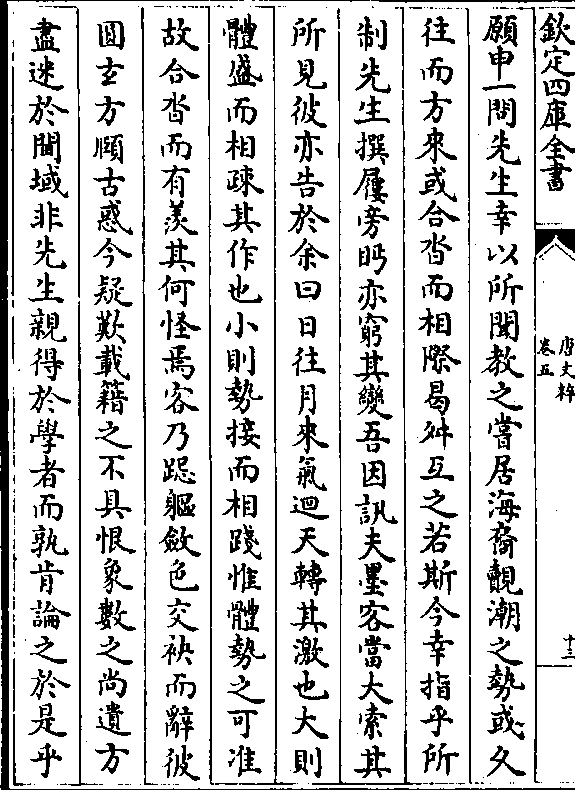 欽定四庫全書
唐文粹
卷五
十二
願申一問先生幸以所聞教之嘗居海裔覿潮之勢或久
往而方來或合沓而相際曷舛互之若斯今幸指乎所
制先生撰屨旁眄亦窮其變吾因訊夫墨客當大索其
所見彼亦告於余曰日往月來氣迴天轉其激也大則
體盛而相疎其作也小則勢接而相踐惟體勢之可准
故合沓而有羨其何怪焉客乃跽軀斂色交袂而辭彼
圓𤣥方頤古惑今疑歎載籍之不具恨象數之尚遺方
盡迷於閫域非先生親得於學者而孰肯論之於是乎